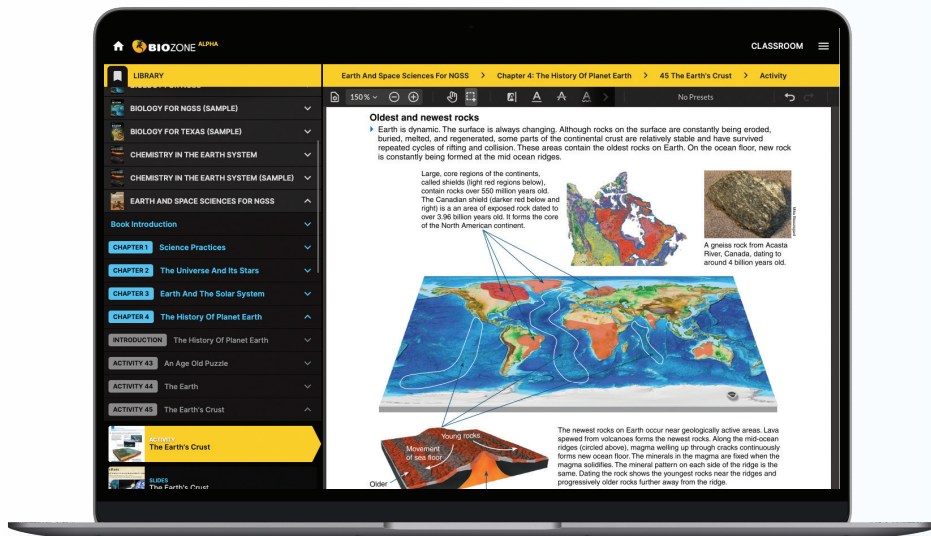 BIOZONE ALPHA
CLASSROOM
LIBRARY
BIOLOGY FOR NGSS (SAMPLE)
BIOLOGY FOR TEXAS (SAMPLE)
CHEMISTRY IN THE EARTH SYSTEM
CHEMISTRY IN THE EARTH SYSTEM (SAMPLE)
EARTH AND SPACE SCIENCES FOR NGSS
Book Introduction
CHAPTER 1 Science Practices
CHAPTER 2 The Universe And Its Stars
CHAPTER 3 Earth And The Solar System
CHAPTER 4 The History Of Planet Earth
INTRODUCTION The History Of Planet Earth
ACTIVITY 43 An Age Old Puzzle
ACTIVITY 44 The Earth
ACTIVITY 45 The Earth's Crust
ACTIVITY
The Earth's Crust
SLIDES
The Earth's Crust
Earth And Space Sciences For NGSS > Chapter 4: The History Of Planet Earth > 45 The Earth's Crust > Activity
150%
No Presets
Oldest and newest rocks
Earth is dynamic. The surface is always changing. Although rocks on the surface are constantly being eroded,
buried, melted, and regenerated, some parts of the continental crust are relatively stable and have survived
repeated cycles of rifting and collision. These areas contain the oldest rocks on Earth. On the ocean floor, new rock
is constantly being formed at the mid ocean ridges.
Large, core regions of the continents,
called shields (light red regions below),
contain rocks over 550 million years old.
The Canadian shield (darker red below and
right) is a an area of exposed rock dated to
over 3.96 billion years old. It forms the core
of the North American continent.
A gneiss rock from Acasta
River, Canada, dating to
around 4 billion years old.
Young rocks
Movement
of sea floor
Older
The newest rocks on Earth occur near geologically active areas. Lava
spewed from volcanoes forms the newest rocks. Along the mid-ocean
ridges (circled above), magma welling up through cracks continuously
forms new ocean floor. The minerals in the magma are fixed when the
magma solidifies. The mineral pattern on each side of the ridge is the
same. Dating the rock shows the youngest rocks near the ridges and
progressively older rocks further away from the ridge.